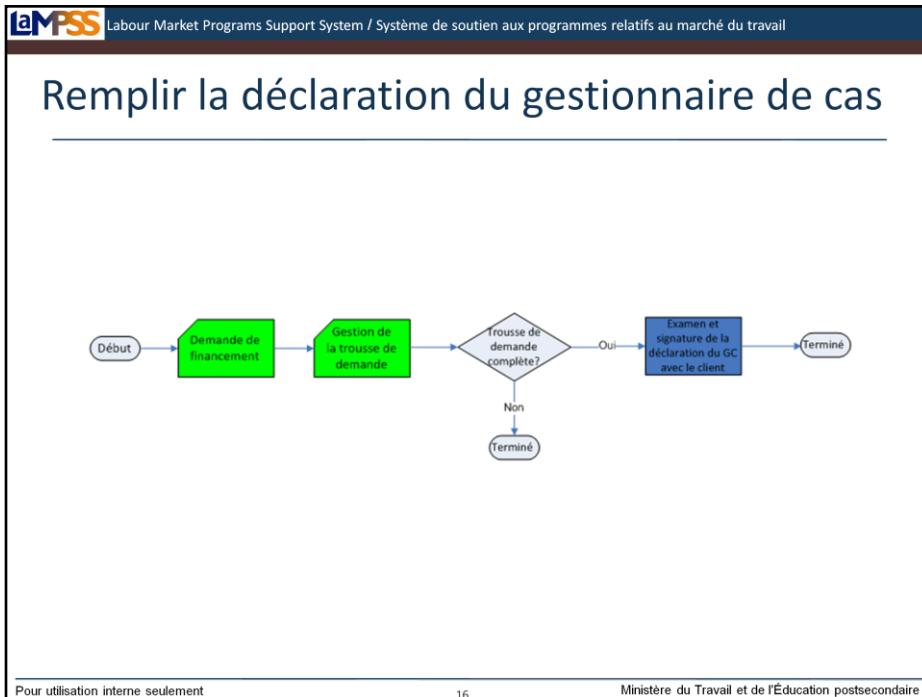 LaMPSS Labour Market Programs Support System / Système de soutien aux programmes relatifs au marché du travail
Remplir la déclaration du gestionnaire de cas
Début
Demande de
financement
Gestion de
la trousse de
demande
Trousse de
demande
complète?
Oui
Examen et
signature de la
déclaration du GC
avec le client
Terminé
Non
Terminé
Pour utilisation interne seulement
16
Ministère du Travail et de l'Éducation postsecondaire